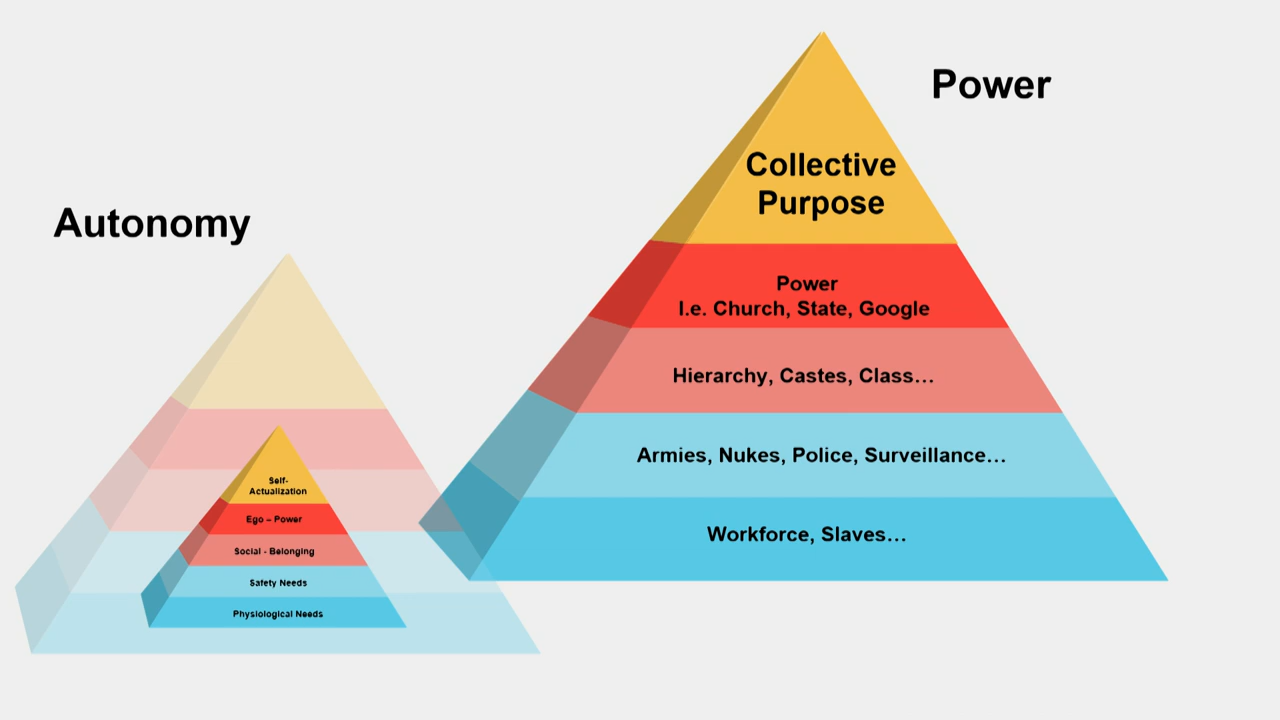 Autonomy
Self-
Actualization
Ego – Power
Social - Belonging
Safety Needs
Physiological Needs
Power
Collective
Purpose
Power
I.e. Church, State, Google
Hierarchy, Castes, Class…
Armies, Nukes, Police, Surveillance…
Workforce, Slaves…